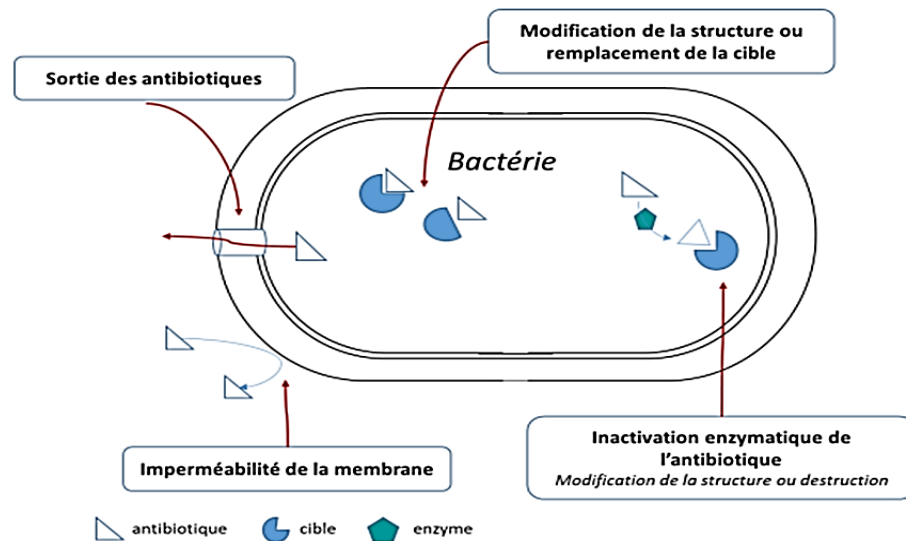 Modification de la structure ou
remplacement de la cible
Sortie des antibiotiques
Bactérie
Imperméabilité de la membrane
Inactivation enzymatique de
l'antibiotique
Modification de la structure ou destruction
antibiotique
cible
enzyme